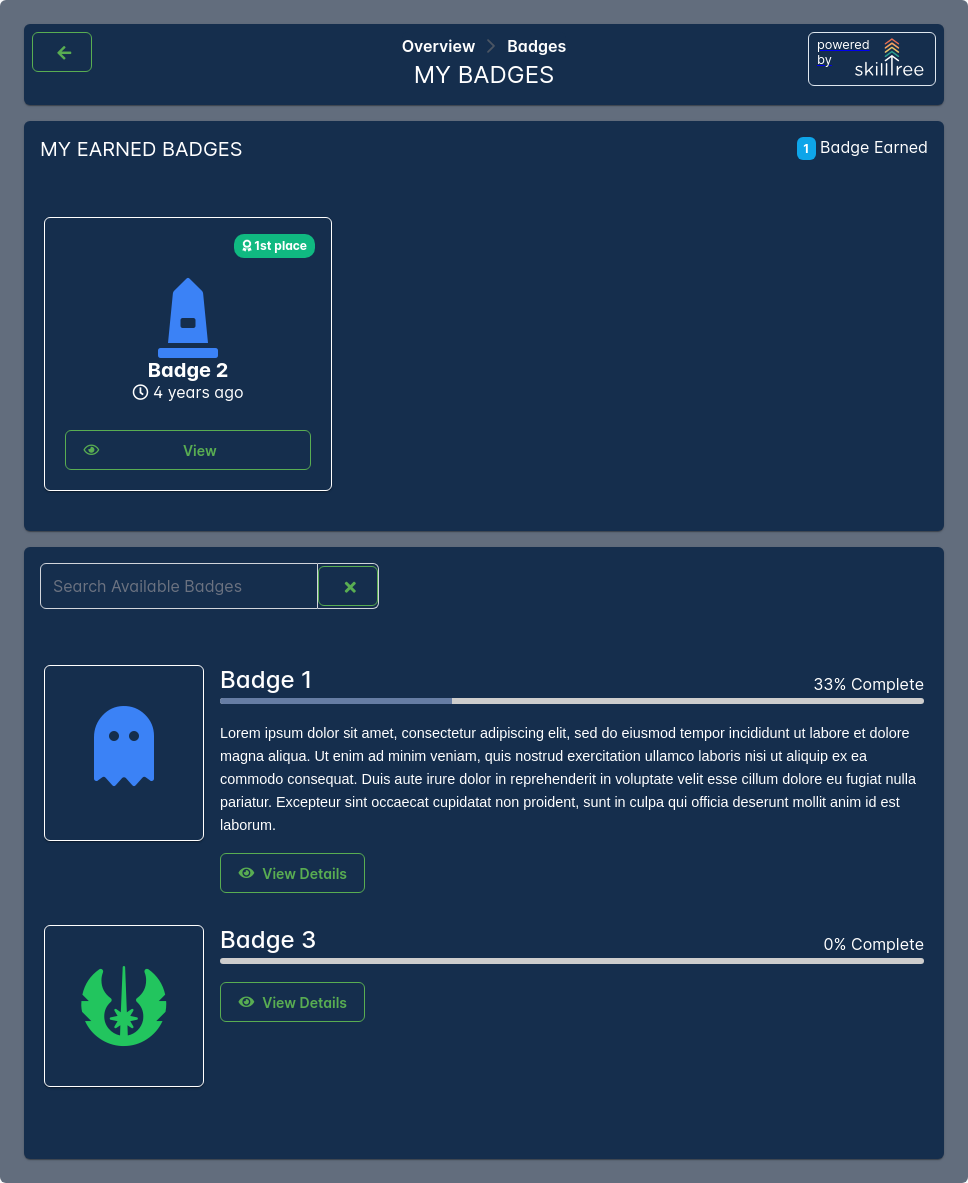 Overview Badges
MY BADGES
powered
by
skilltree
MY EARNED BADGES
1 Badge Earned
1st place
Badge 2
4 years ago
View
Search Available Badges
Badge 1
33% Complete
Lorem ipsum dolor sit amet, consectetur adipiscing elit, sed do eiusmod tempor incididunt ut labore et dolore
magna aliqua. Ut enim ad minim veniam, quis nostrud exercitation ullamco laboris nisi ut aliquip ex ea
commodo consequat. Duis aute irure dolor in reprehenderit in voluptate velit esse cillum dolore eu fugiat nulla
pariatur. Excepteur sint occaecat cupidatat non proident, sunt in culpa qui officia deserunt mollit anim id est
laborum.
View Details
Badge 3
0% Complete
View Details